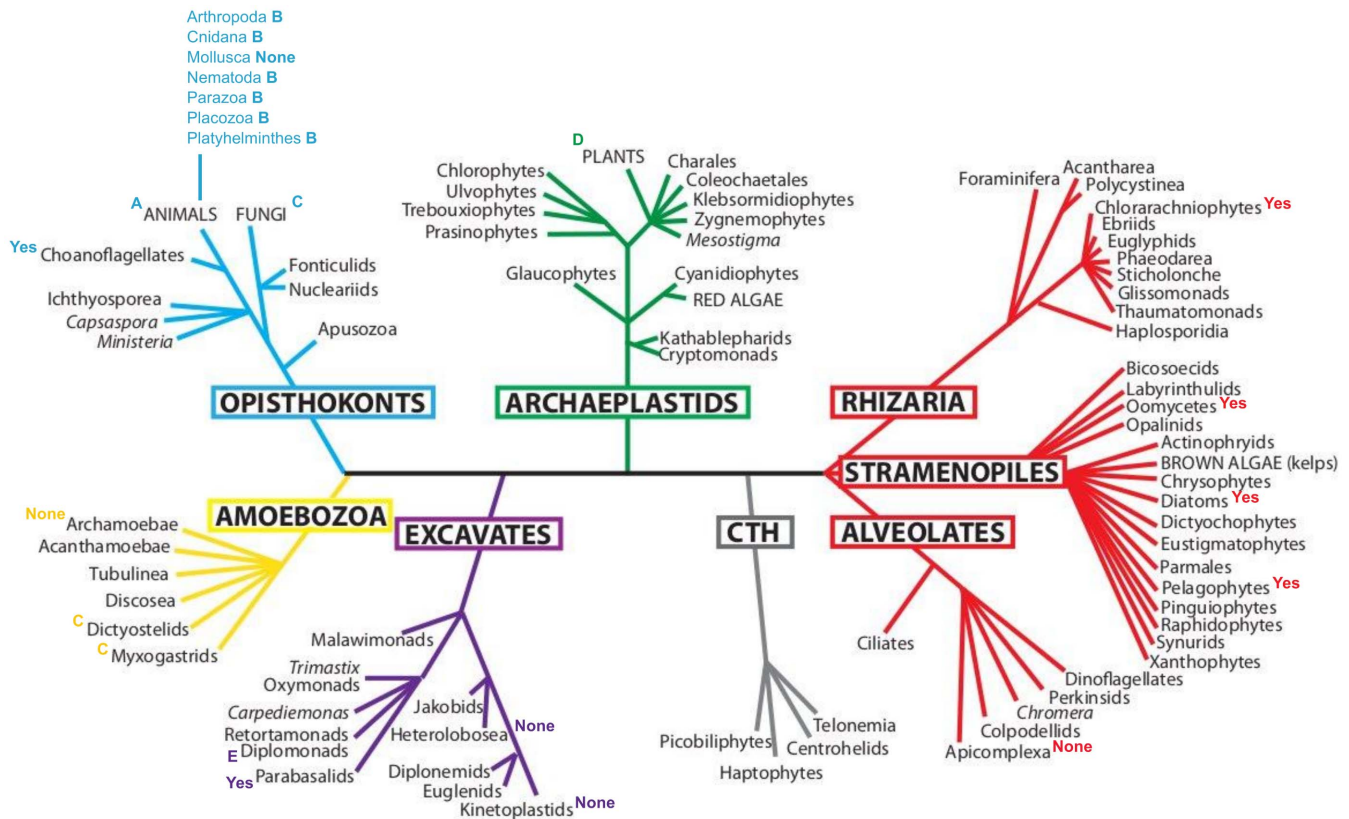 Arthropoda B
Cnidana B
Mollusca None
Nematoda B
Parazoa B
Placozoa B
Platyhelminthes B
A ANIMALS
FUNGI C
Yes Choanoflagellates
Fonticulids
Nucleariids
Ichthyosporea
Capsaspora
Ministeria
Apusozoa
OPISTHOKONTS
D PLANTS
Chlorophytes
Ulvophytes
Trebouxiophytes
Prasinophytes
Charales
Coleochaetales
Klebsormidiophytes
Zygnemophytes
Mesostigma
Glaucophytes
Cyanidiophytes
RED ALGAE
Kathablepharids
Cryptomonads
ARCHAEPLASTIDS
Foraminifera
Acantharea
Polycystinea
Chlorarachniophytes Yes
Ebriids
Euglyphids
Phaeodarea
Sticholonche
Glissomonads
Thaumatomonads
Haplosporidia
RHIZARIA
Bicosoecids
Labyrinthulids
Oomycetes Yes
Opalinids
Actinophryids
BROWN ALGAE (kelps)
Chrysophytes
Diatoms Yes
Dictyochophytes
Eustigmatophytes
Parmales
Pelagophytes Yes
Pinguiophytes
Raphidophytes
Synurids
Xanthophytes
STRAMENOPILES
AMOEBOZOA
None Archamoebae
Acanthamoebae
Tubulinea
Discosea
C Dictyostelids
C Myxogastrids
EXCAVATES
Malawimonads
Trimastix
Oxymonads
Carpediemonas
Retortamonads
E Diplomonads
Yes Parabasalids
Jakobids
Heterolobosea None
Diplonemids
Euglenids
Kinetoplastids None
CTH
Picobiliphytes
Haptophytes
Centrohelids
Telonemia
ALVEOLATES
Ciliates
Dinoflagellates
Perkinsids
Chromera
Colpodellids
Apicomplexa None